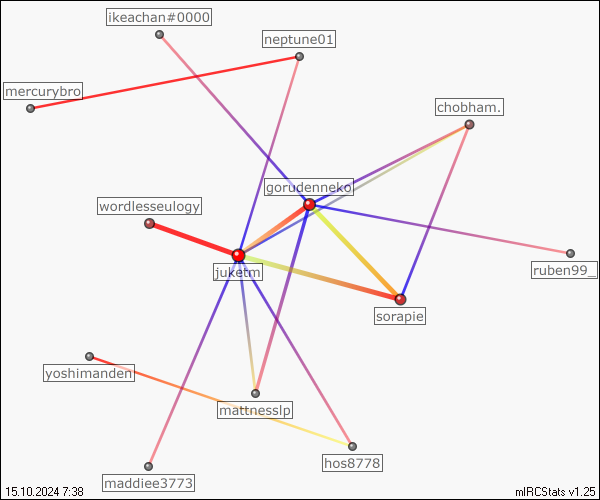 ikeachan#0000
neptune01
mercurybro
chobham.
gorudenneko
wordlesseulogy
juketm
ruben99_
sorapie
yoshimanden
mattnesslp
hos8778
maddiee3773
15.10.2024 7:38
mIRCStats v1.25